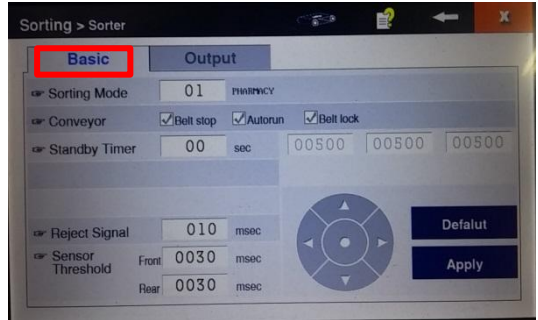 Sorting > Sorter
X
Basic Output
Sorting Mode 01 PHARMACY
Conveyor Belt stop Autorun Belt lock
Standby Timer 00 sec 00500 00500 00500
Reject Signal 010 msec
Defalut
Sensor Threshold Front 0030 msec
Apply
Rear 0030 msec